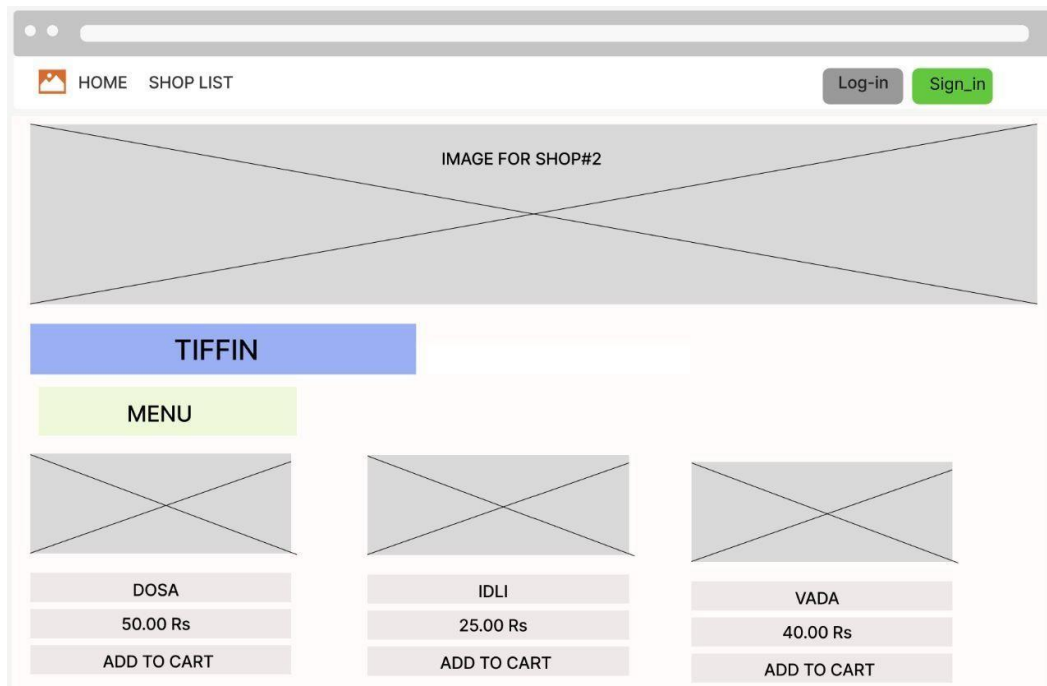 HOME SHOP LIST Log-in Sign_in
IMAGE FOR SHOP#2
TIFFIN
MENU
DOSA IDLI VADA
50.00 Rs 25.00 Rs 40.00 Rs
ADD TO CART ADD TO CART ADD TO CART